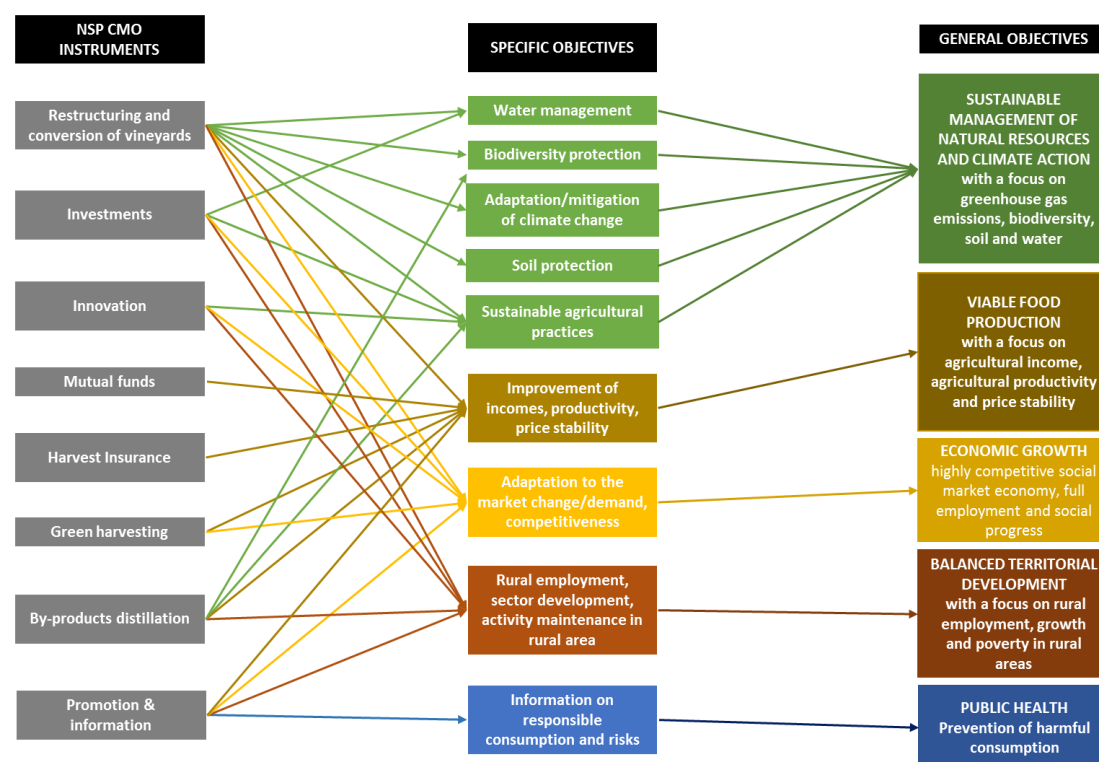 NSP CMO
INSTRUMENTS
Restructuring and
conversion of vineyards
Investments
Innovation
Mutual funds
Harvest Insurance
Green harvesting
By-products distillation
Promotion &
information
SPECIFIC OBJECTIVES
Water management
Biodiversity protection
Adaptation/mitigation
of climate change
Soil protection
Sustainable agricultural
practices
Improvement of
incomes, productivity,
price stability
Adaptation to the
market change/demand,
competitiveness
Rural employment,
sector development,
activity maintenance in
rural area
Information on
responsible
consumption and risks
GENERAL OBJECTIVES
SUSTAINABLE
MANAGEMENT OF
NATURAL RESOURCES
AND CLIMATE ACTION
with a focus on
greenhouse gas
emissions, biodiversity,
soil and water
VIABLE FOOD
PRODUCTION
with a focus on
agricultural income,
agricultural productivity
and price stability
ECONOMIC GROWTH
highly competitive social
market economy, full
employment and social
progress
BALANCED TERRITORIAL
DEVELOPMENT
with a focus on rural
employment, growth
and poverty in rural
areas
PUBLIC HEALTH
Prevention of harmful
consumption